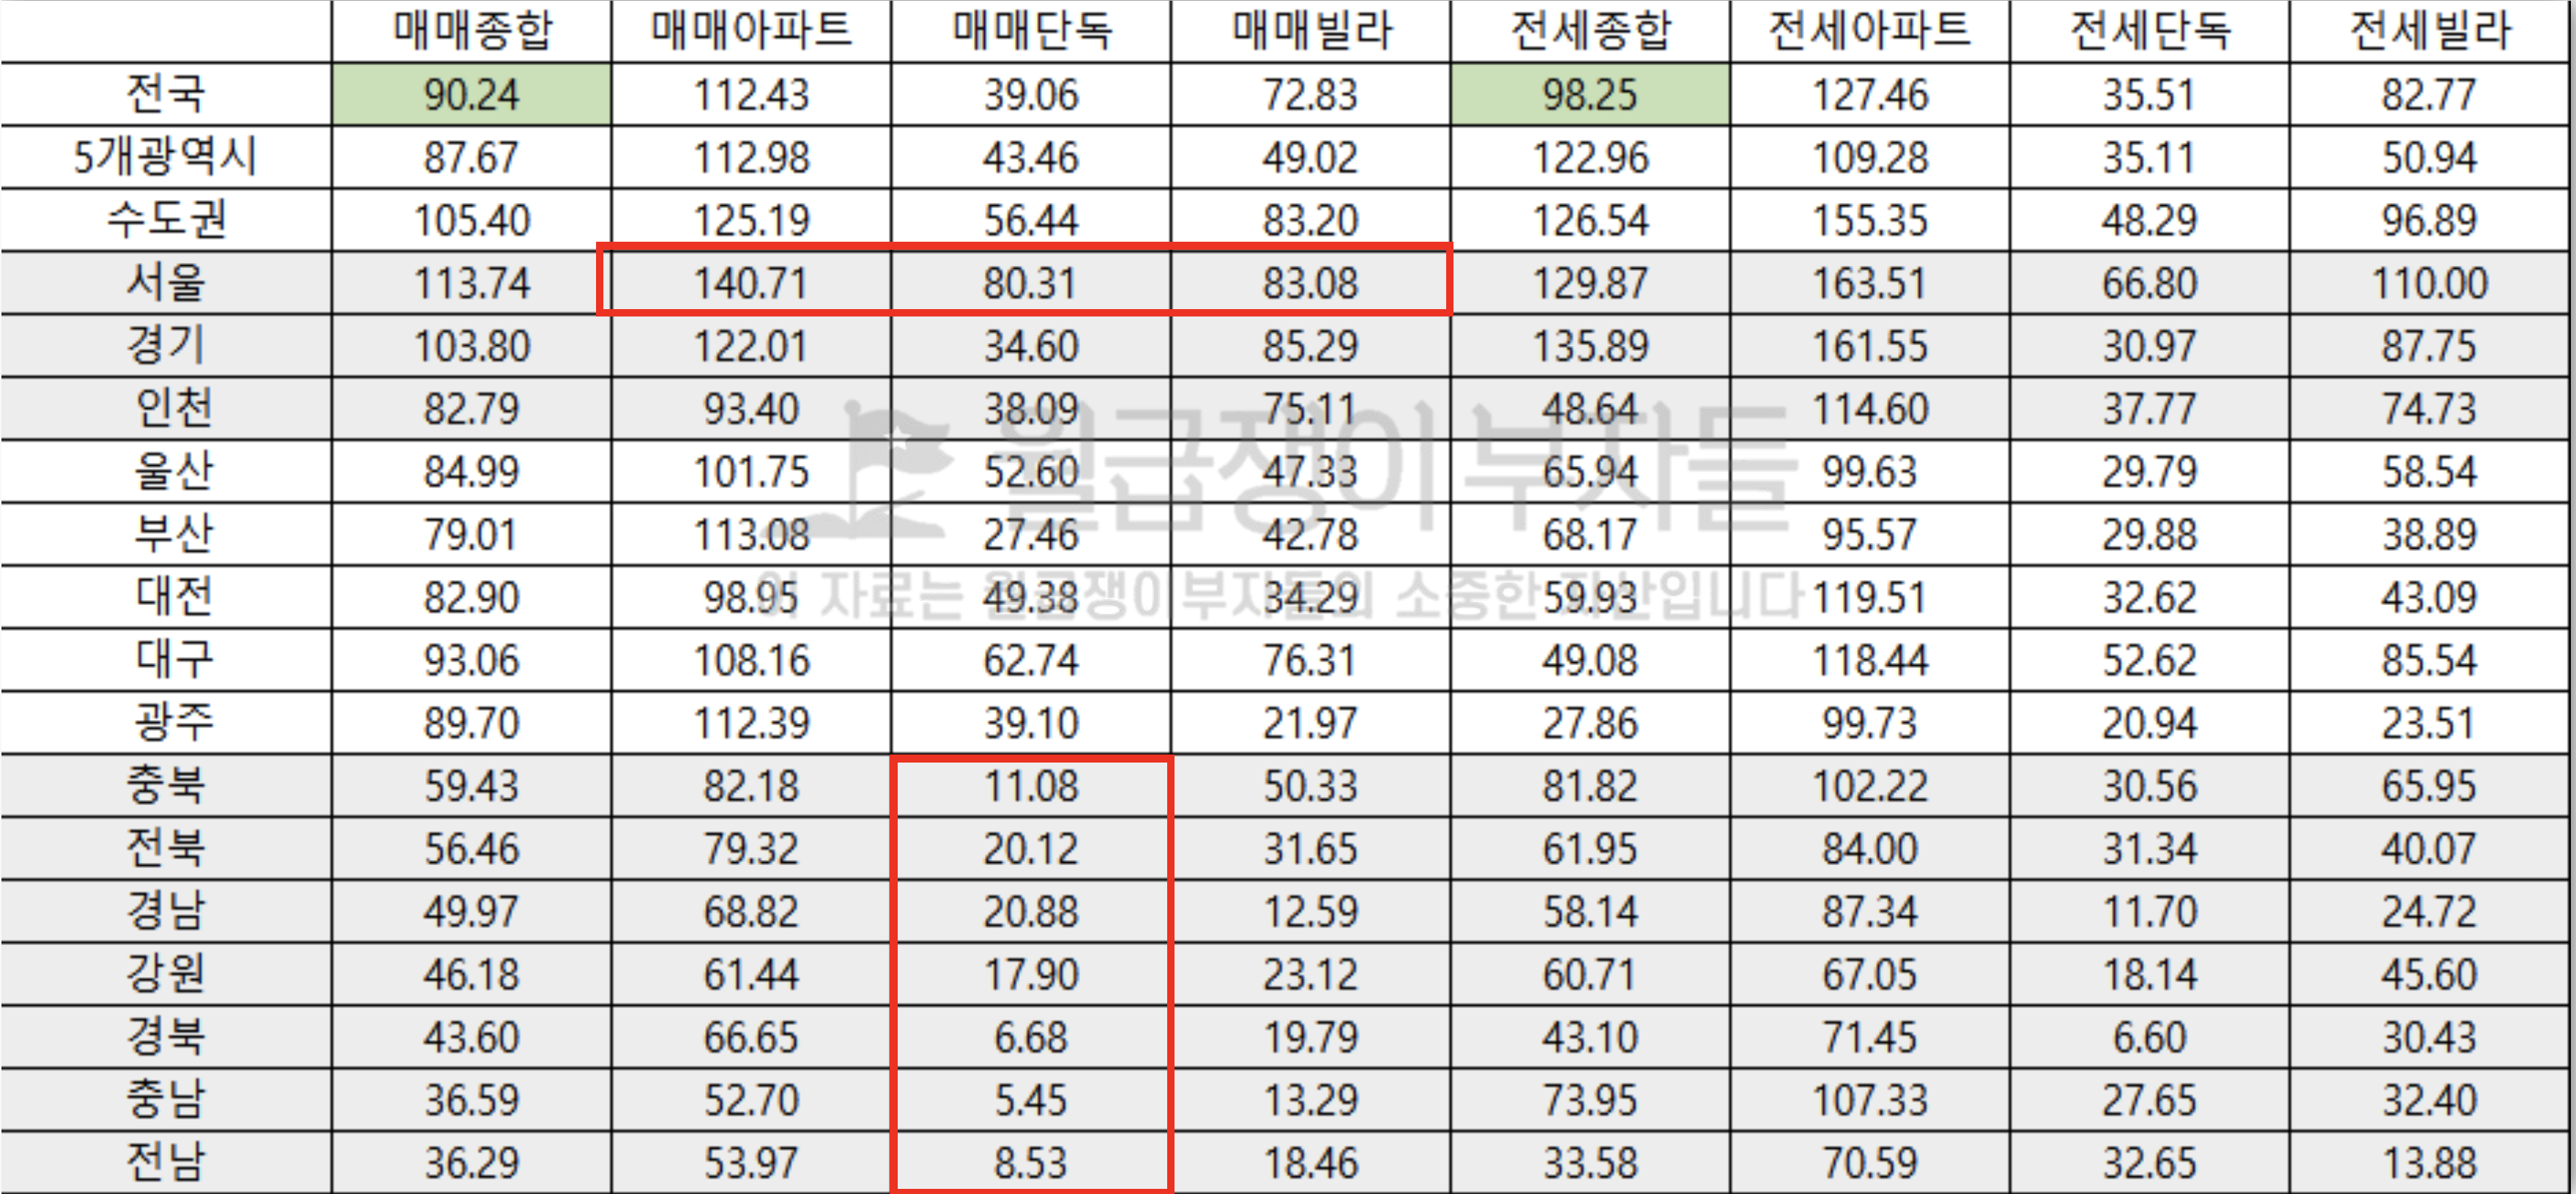 매매종합 매매아파트 매매단독 매매빌라 전세종합 전세아파트 전세단독 전세빌라
전국 90.24 112.43 39.06 72.83 98.25 127.46 35.51 82.77
5개광역시 87.67 112.98 43.46 49.02 122.96 109.28 35.11 50.94
수도권 105.40 125.19 56.44 83.20 126.54 155.35 48.29 96.89
서울 113.74 140.71 80.31 83.08 129.87 163.51 66.80 110.00
경기 103.80 122.01 34.60 85.29 135.89 161.55 30.97 87.75
인천 82.79 93.40 38.09 75.11 48.64 114.60 37.77 74.73
월급쟁이 부자들
울산 84.99 101.75 52.60 47.33 65.94 99.63 29.79 58.54
부산 79.01 113.08 27.46 42.78 68.17 95.57 29.88 38.89
대전 82.90 98.95 49.38 34.29 59.93 119.51 32.62 43.09
이 자료는 월급쟁이 부자들의 소중한 자산입니다
대구 93.06 108.16 62.74 76.31 49.08 118.44 52.62 85.54
광주 89.70 112.39 39.10 21.97 27.86 99.73 20.94 23.51
충북 59.43 82.18 11.08 50.33 81.82 102.22 30.56 65.95
전북 56.46 79.32 20.12 31.65 61.95 84.00 31.34 40.07
경남 49.97 68.82 20.88 12.59 58.14 87.34 11.70 24.72
강원 46.18 61.44 17.90 23.12 60.71 67.05 18.14 45.60
경북 43.60 66.65 6.68 19.79 43.10 71.45 6.60 30.43
충남 36.59 52.70 5.45 13.29 73.95 107.33 27.65 32.40
전남 36.29 53.97 8.53 18.46 33.58 70.59 32.65 13.88